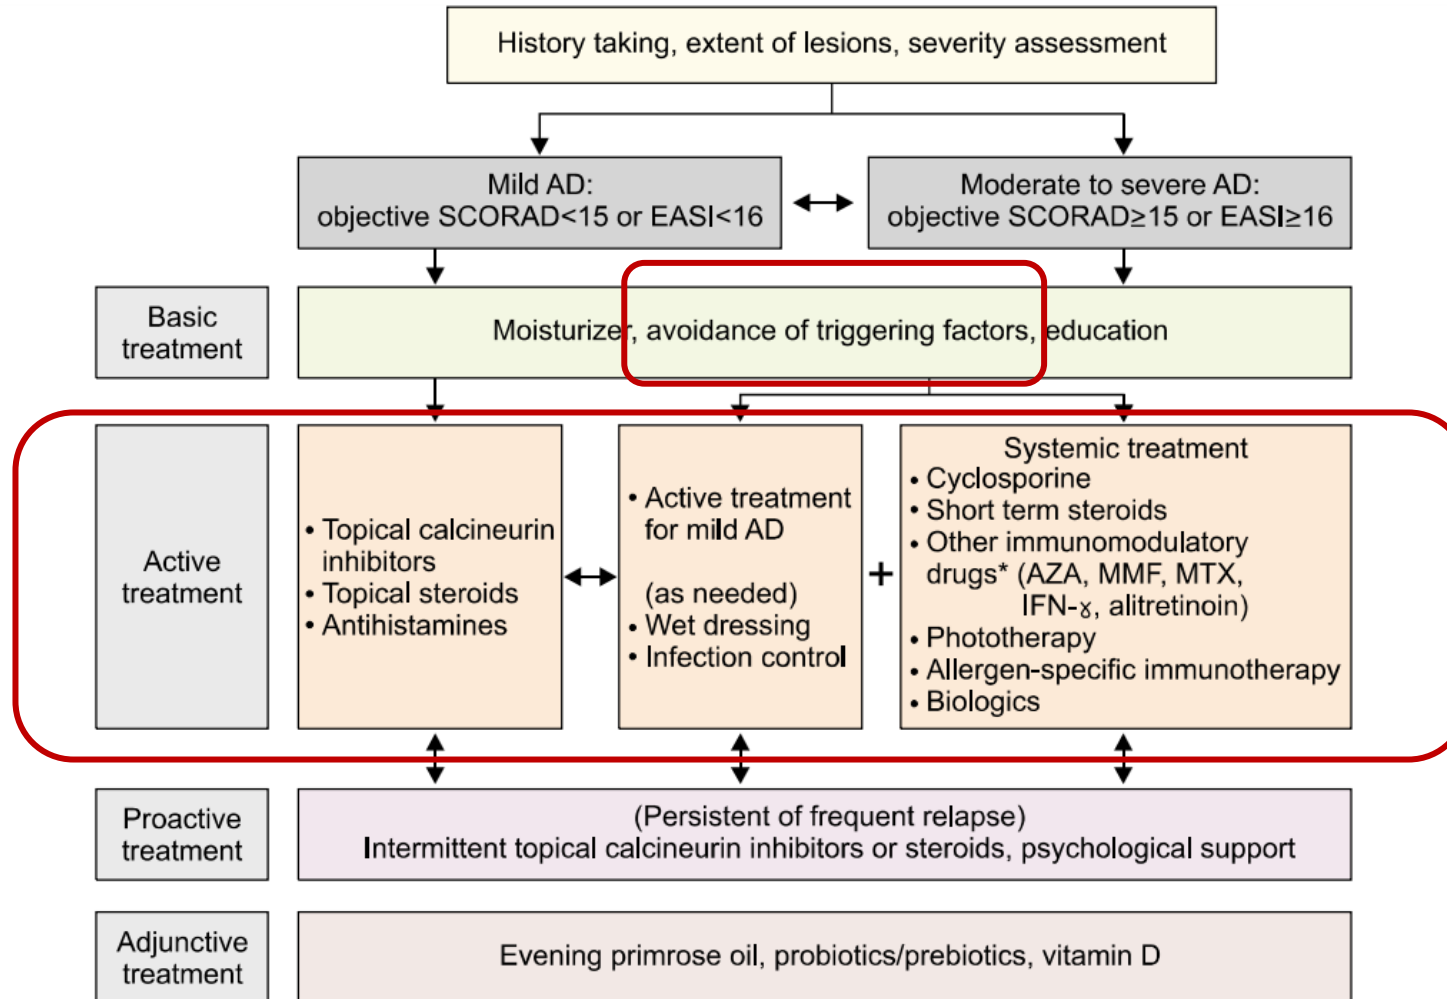 History taking, extent of lesions, severity assessment
Mild AD:
objective SCORAD<15 or EASI<16
Moderate to severe AD:
objective SCORAD≥15 or EASI≥16
Basic
treatment
Moisturizer, avoidance of triggering factors, education
Active
treatment
• Topical calcineurin
inhibitors
• Topical steroids
• Antihistamines
• Active treatment
for mild AD
(as needed)
• Wet dressing
• Infection control
+
Systemic treatment
• Cyclosporine
• Short term steroids
• Other immunomodulatory
drugs* (AZA, MMF, MTX,
IFN-ɤ, alitretinoin)
• Phototherapy
• Allergen-specific immunotherapy
• Biologics
Proactive
treatment
(Persistent of frequent relapse)
Intermittent topical calcineurin inhibitors or steroids, psychological support
Adjunctive
treatment
Evening primrose oil, probiotics/prebiotics, vitamin D